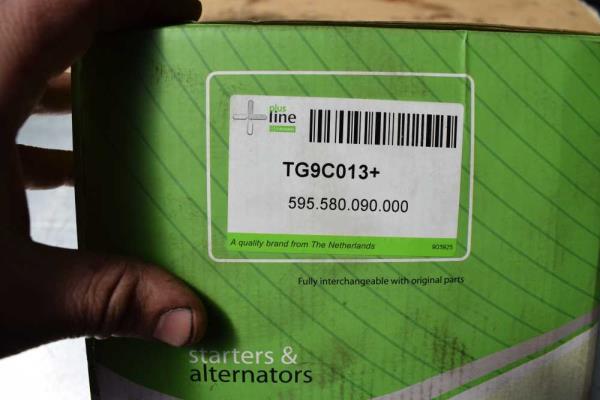 plus
line
TG9C013+
595.580.090.000
A quality brand from The Netherlands
903925
Fully interchangeable with original parts
starters &
alternators